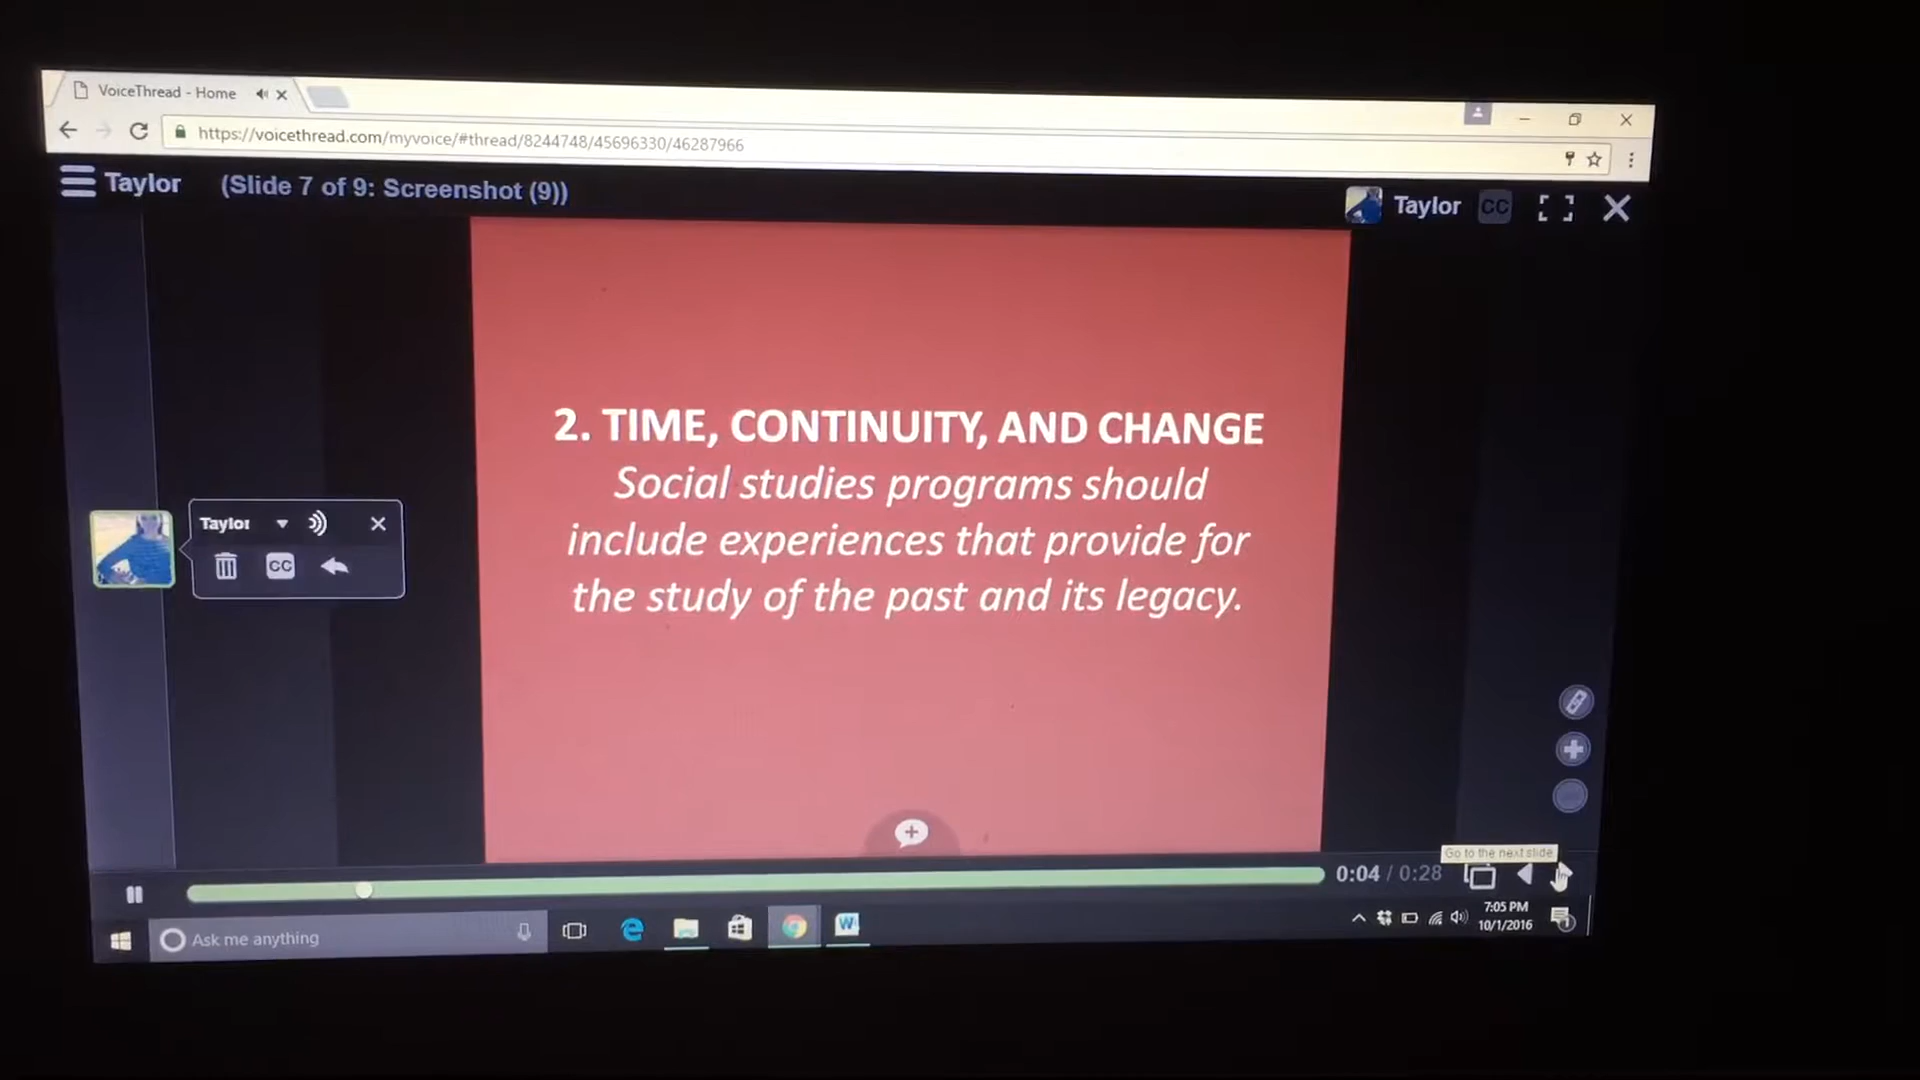 VoiceThread - Home
https://voicethread.com/myvoice/#thread/8244748/45696330/46287966
Taylor (Slide 7 of 9: Screenshot (9))
Taylor CC
2. TIME, CONTINUITY, AND CHANGE
Social studies programs should
include experiences that provide for
the study of the past and its legacy.
Taylor
CC
Go to the next slide
0:04 / 0:28
Ask me anything
W
7:05 PM
10/1/2016
1